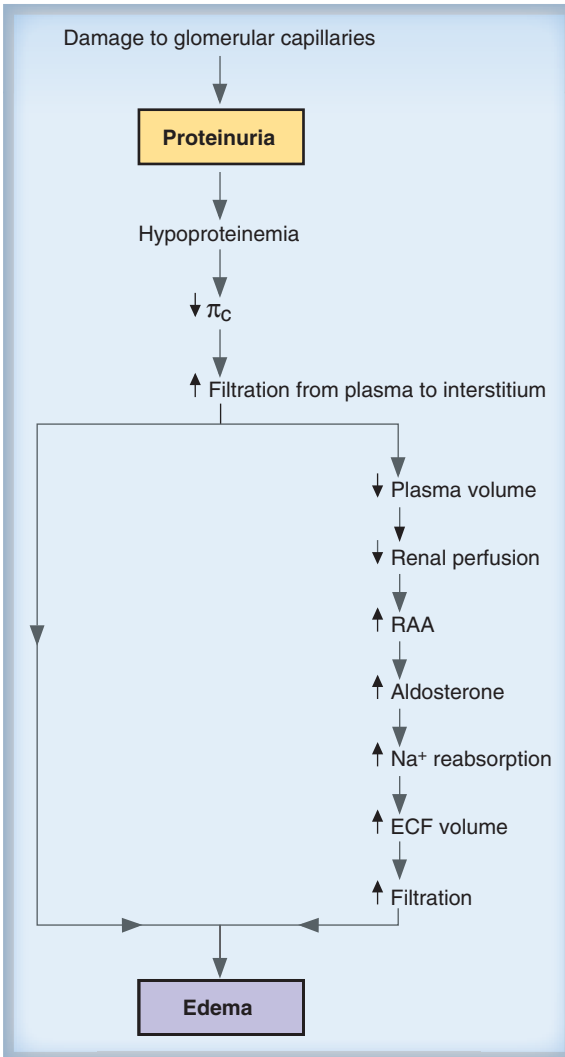 Damage to glomerular capillaries
Proteinuria
Hypoproteinemia
↓ πc
↑ Filtration from plasma to interstitium
↓ Plasma volume
↓ Renal perfusion
↑ RAA
↑ Aldosterone
↑ Na⁺ reabsorption
↑ ECF volume
↑ Filtration
Edema